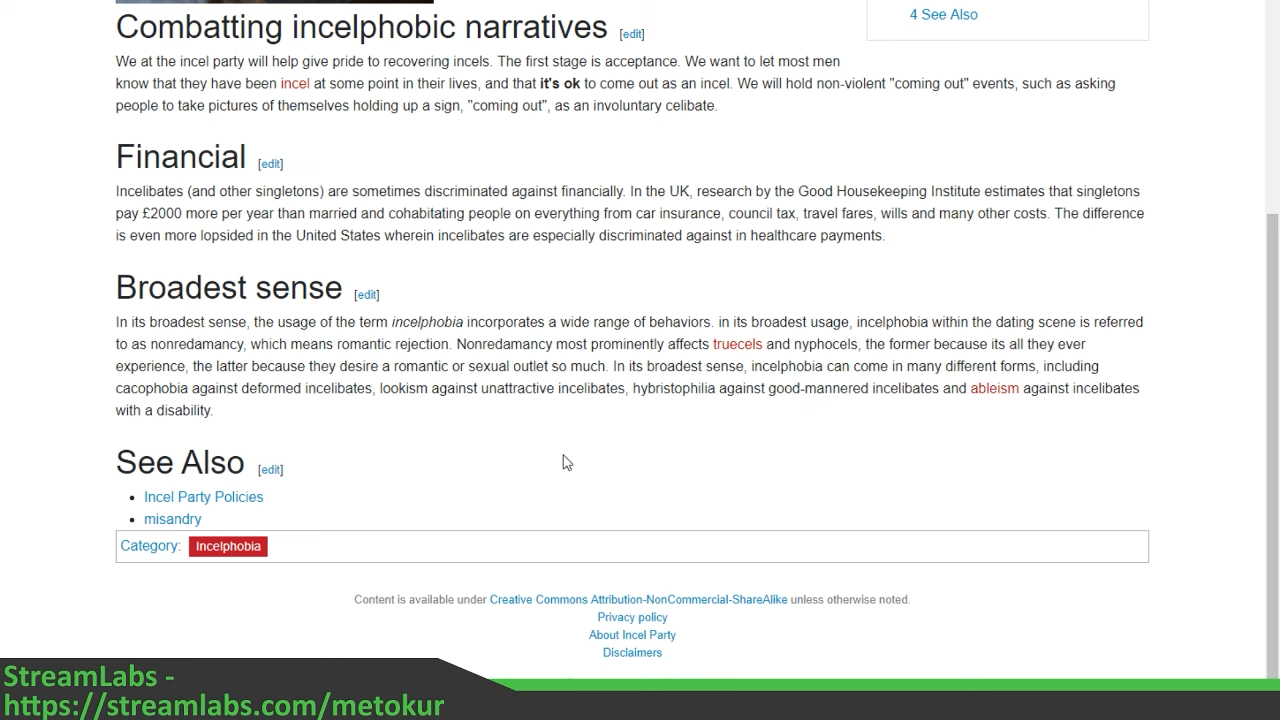 4 See Also
Combatting incelphobic narratives [edit]
We at the incel party will help give pride to recovering incels. The first stage is acceptance. We want to let most men
know that they have been incel at some point in their lives, and that it's ok to come out as an incel. We will hold non-violent "coming out" events, such as asking
people to take pictures of themselves holding up a sign, "coming out", as an involuntary celibate.
Financial [edit]
Incelibates (and other singletons) are sometimes discriminated against financially. In the UK, research by the Good Housekeeping Institute estimates that singletons
pay £2000 more per year than married and cohabitating people on everything from car insurance, council tax, travel fares, wills and many other costs. The difference
is even more lopsided in the United States wherein incelibates are especially discriminated against in healthcare payments.
Broadest sense [edit]
In its broadest sense, the usage of the term incelphobia incorporates a wide range of behaviors. in its broadest usage, incelphobia within the dating scene is referred
to as nonredamancy, which means romantic rejection. Nonredamancy most prominently affects truecels and nyphocels, the former because its all they ever
experience, the latter because they desire a romantic or sexual outlet so much. In its broadest sense, incelphobia can come in many different forms, including
cacophobia against deformed incelibates, lookism against unattractive incelibates, hybristophilia against good-mannered incelibates and ableism against incelibates
with a disability.
See Also [edit]
• Incel Party Policies
• misandry
Category: Incelphobia
Content is available under Creative Commons Attribution-NonCommercial-ShareAlike unless otherwise noted.
Privacy policy
About Incel Party
Disclaimers
StreamLabs -
https://streamlabs.com/metokur